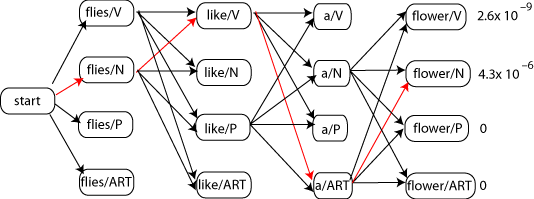 flies/V like/V a/V flower/V 2.6x 10⁻⁹
flies/N like/N a/N flower/N 4.3x 10⁻⁶
start
flies/P like/P a/P flower/P 0
flies/ART like/ART a/ART flower/ART 0